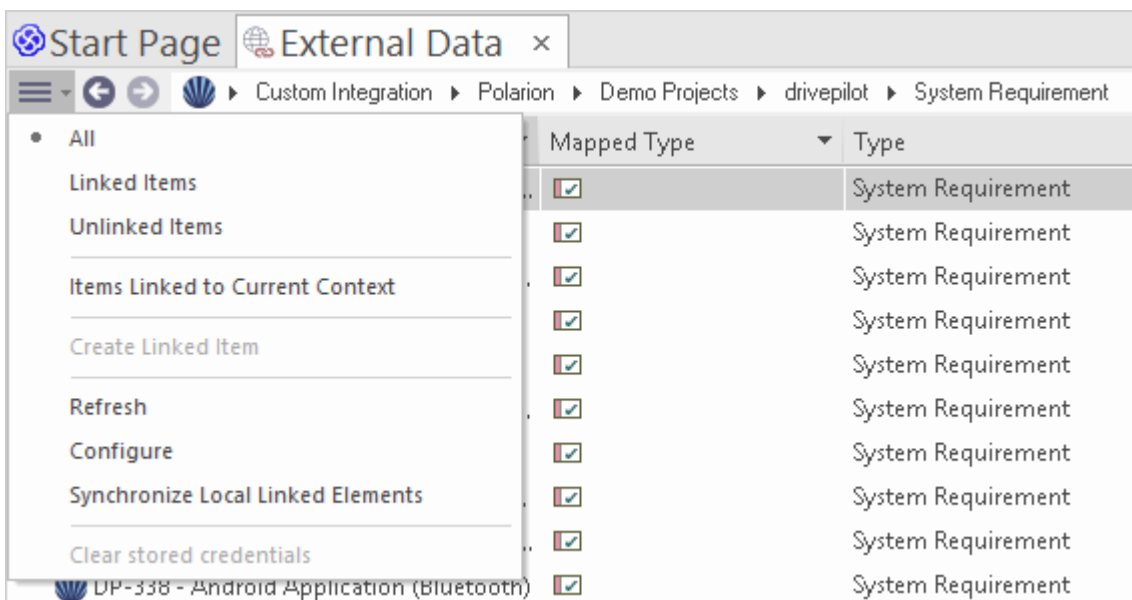 Start Page External Data ×
Custom Integration Polarion Demo Projects drivepilot System Requirement
All Mapped Type Type
Linked Items System Requirement
Unlinked Items System Requirement
Items Linked to Current Context System Requirement
System Requirement
Create Linked Item System Requirement
Refresh System Requirement
Configure System Requirement
Synchronize Local Linked Elements System Requirement
Clear stored credentials System Requirement
DP-338 - Android Application (Bluetooth) System Requirement